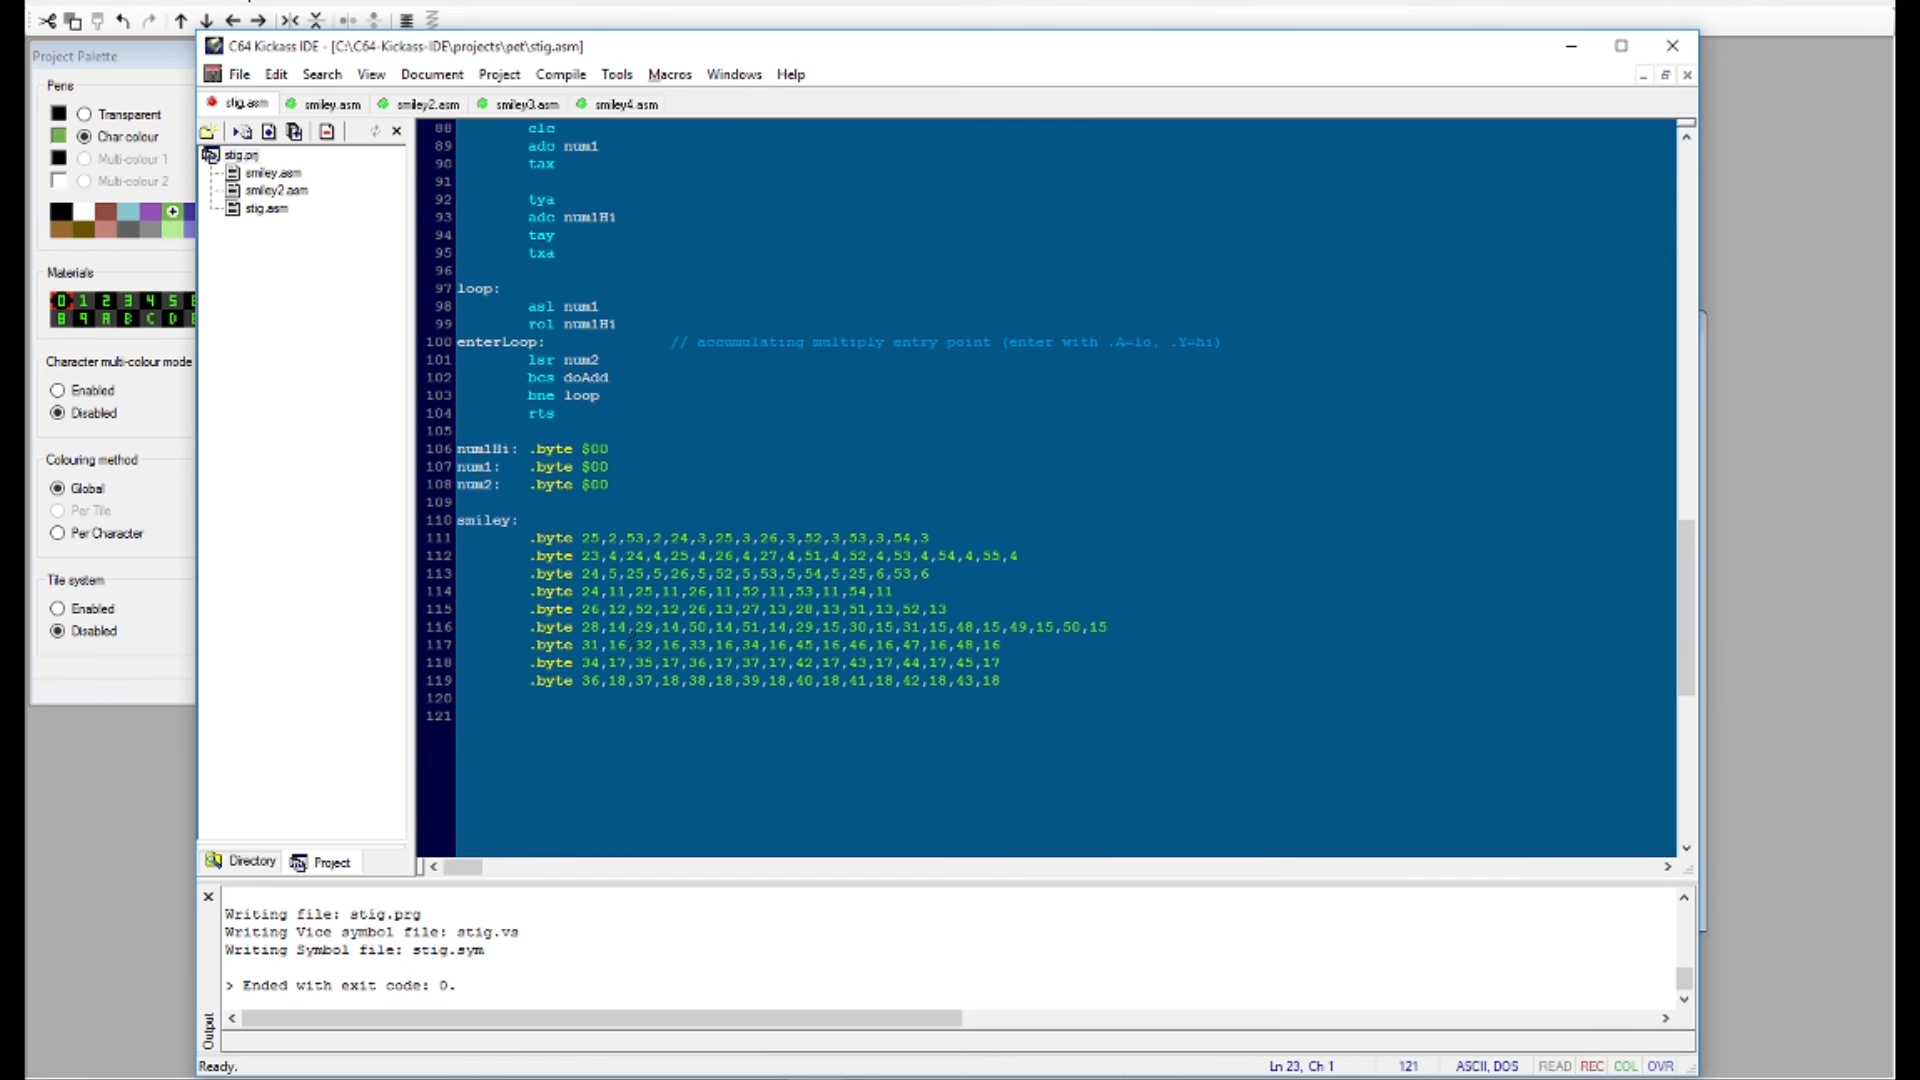 Project Palette
Pens
Transparent
Char colour
Multi-colour 1
Multi-colour 2
Materials
0 1 2 3 4 5
8 9 A B C D
Character multi-colour mode
Enabled
Disabled
Colouring method
Global
Per Tile
Per Character
Tile system
Enabled
Disabled
C64 Kickass IDE - [C:\C64-Kickass-IDE\projects\pet\stig.asm]
File Edit Search View Document Project Compile Tools Macros Windows Help
stig.asm smiley.asm smiley2.asm smiley3.asm smiley4.asm
stig.prj
smiley.asm
smiley2.asm
stig.asm
Directory Project
88 clc
89 adc num1
90 tax
91
92 tya
93 adc num1Hi
94 tay
95 txa
96
97 loop:
98 asl num1
99 rol num1Hi
100 enterLoop: // accumulating multiply entry point (enter with .A=lo, .Y=hi)
101 lsr num2
102 bcs doAdd
103 bne loop
104 rts
105
106 num1Hi: .byte $00
107 num1: .byte $00
108 num2: .byte $00
109
110 smiley:
111 .byte 25,2,53,2,24,3,25,3,26,3,52,3,53,3,54,3
112 .byte 23,4,24,4,25,4,26,4,27,4,51,4,52,4,53,4,54,4,55,4
113 .byte 24,5,25,5,26,5,52,5,53,5,54,5,25,6,53,6
114 .byte 24,11,25,11,26,11,52,11,53,11,54,11
115 .byte 26,12,52,12,26,13,27,13,28,13,51,13,52,13
116 .byte 28,14,29,14,50,14,51,14,29,15,30,15,31,15,48,15,49,15,50,15
117 .byte 31,16,32,16,33,16,34,16,45,16,46,16,47,16,48,16
118 .byte 34,17,35,17,36,17,37,17,42,17,43,17,44,17,45,17
119 .byte 36,18,37,18,38,18,39,18,40,18,41,18,42,18,43,18
120
121
Output
Writing file: stig.prg
Writing Vice symbol file: stig.vs
Writing Symbol file: stig.sym
> Ended with exit code: 0.
Ready. Ln 23, Ch 1 121 ASCII, DOS READ REC COL OVR